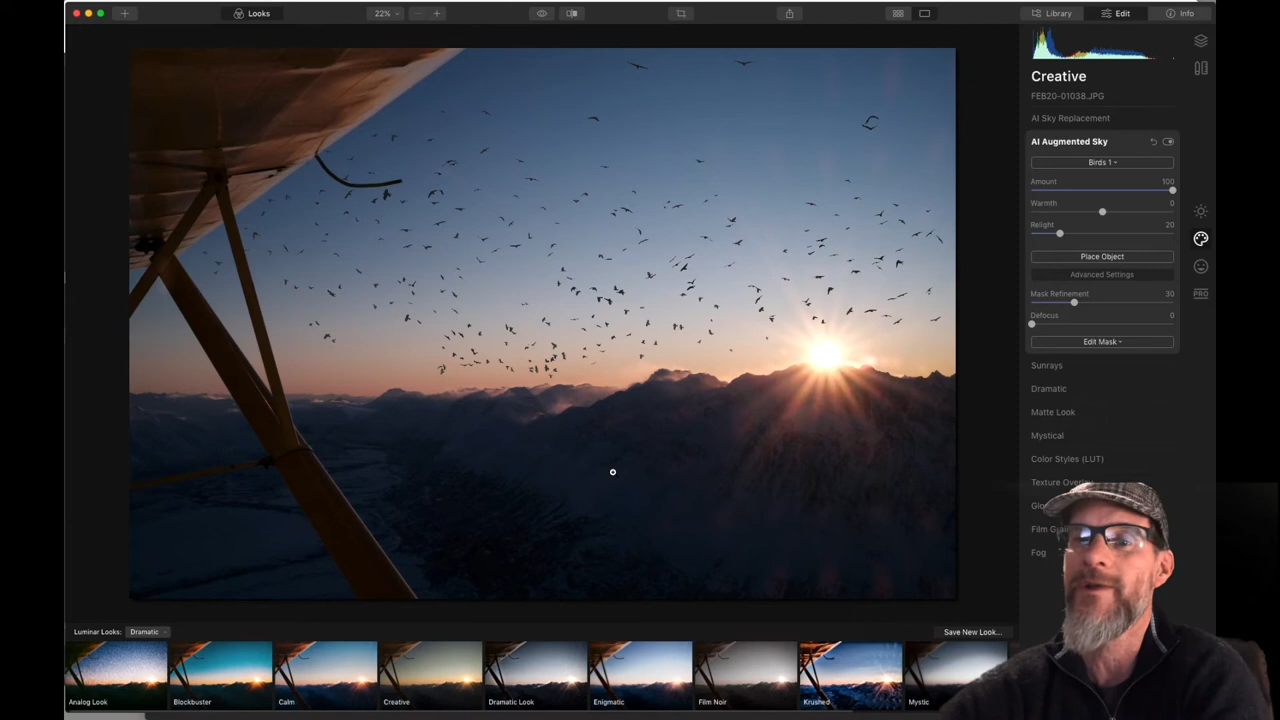 Looks
22%
Library
Edit
Info
Creative
FEB20-01038.JPG
AI Sky Replacement
AI Augmented Sky
Birds 1
Amount 100
Warmth 0
Relight 20
Place Object
Advanced Settings
Mask Refinement 30
Defocus 0
Edit Mask
Sunrays
Dramatic
Matte Look
Mystical
Color Styles (LUT)
Texture
Film
Fog
PRO
Luminar Looks: Dramatic
Save New Look...
Analog Look
Blockbuster
Calm
Creative
Dramatic Look
Enigmatic
Film Noir
Krushed
Mystic